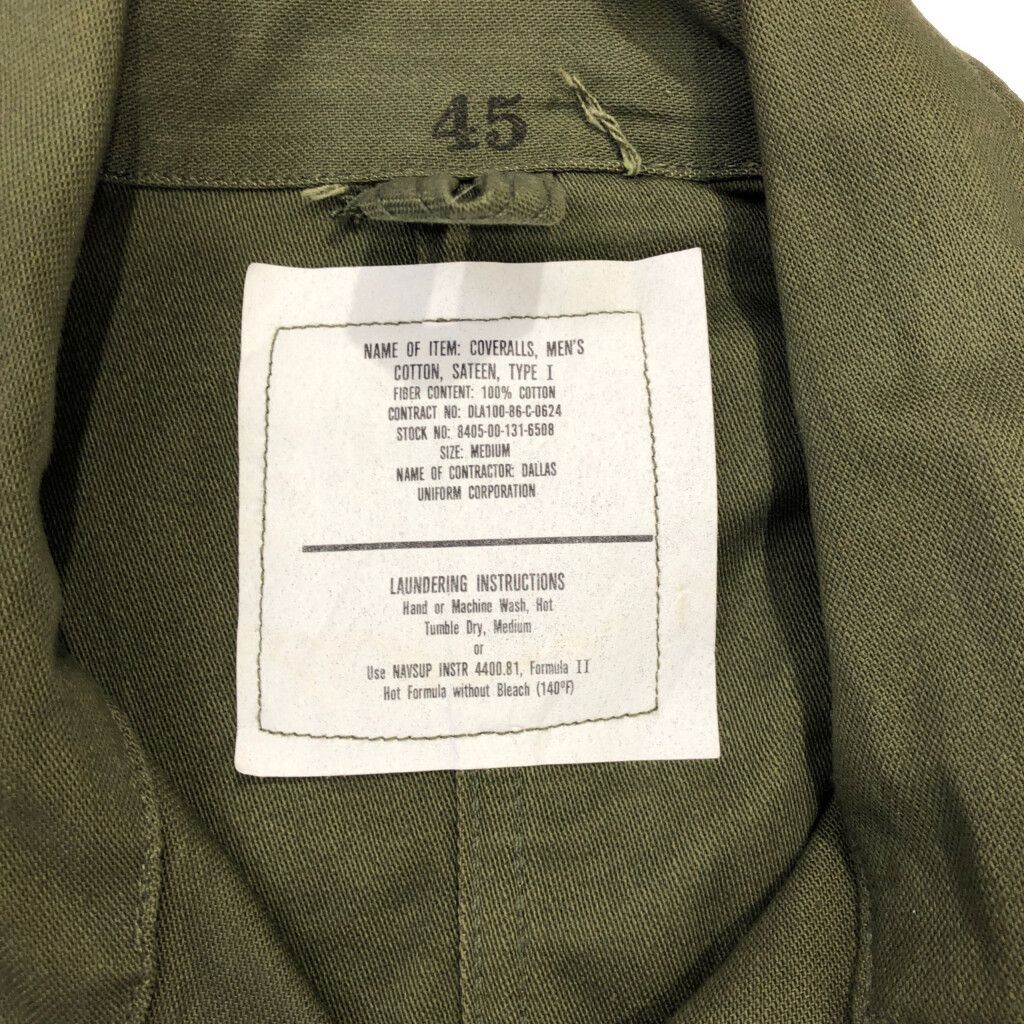 45
NAME OF ITEM: COVERALLS, MEN'S
COTTON, SATEEN, TYPE I
FIBER CONTENT: 100% COTTON
CONTRACT NO: DLA100-86-C-0624
STOCK NO: 8405-00-131-6508
SIZE: MEDIUM
NAME OF CONTRACTOR: DALLAS
UNIFORM CORPORATION
LAUNDERING INSTRUCTIONS
Hand or Machine Wash, Hot
Tumble Dry, Medium
or
Use NAVSUP INSTR 4400.81, Formula II
Hot Formula without Bleach (140ºF)